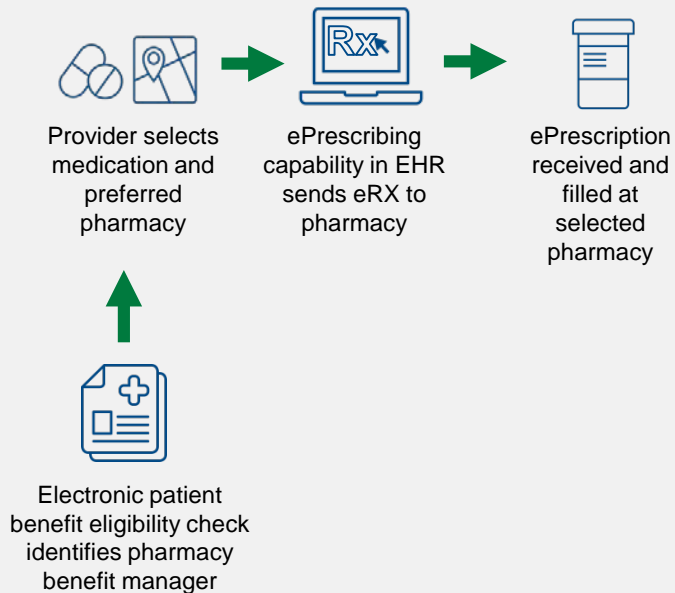 Rx
Provider selects
medication and
preferred
pharmacy
ePrescribing
capability in EHR
sends eRX to
pharmacy
ePrescription
received and
filled at
selected
pharmacy
Electronic patient
benefit eligibility check
identifies pharmacy
benefit manager